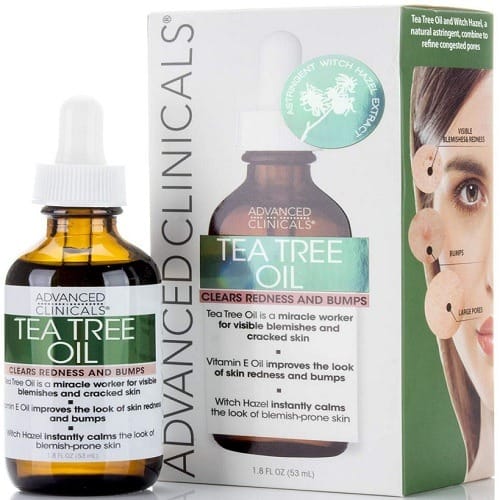 ADVANCED
CLINICALS®
TEA TREE
OIL
CLEARS REDNESS AND BUMPS
Tea Tree Oil is a miracle worker for visible
blemishes and cracked skin
Vitamin E Oil improves the look of skin redness
and bumps
Witch Hazel instantly calms the look of
blemish-prone skin
1.8 FL OZ (53 mL)
ADVANCEDCLINICALS®
ASTRINGENT WITCH HAZEL EXTRACT
ADVANCED
CLINICALS®
TEA TREE
OIL
CLEARS REDNESS AND BUMPS
Tea Tree Oil is a miracle worker
for visible blemishes and
cracked skin
Vitamin E Oil improves the look
of skin redness and bumps
Witch Hazel instantly calms
the look of blemish-prone skin
1.8 FL OZ (53 mL)
Tea Tree Oil and Witch Hazel, a
natural astringent, combine to
refine congested pores
VISIBLE
BLEMISHES & REDNESS
BUMPS
LARGE PORES